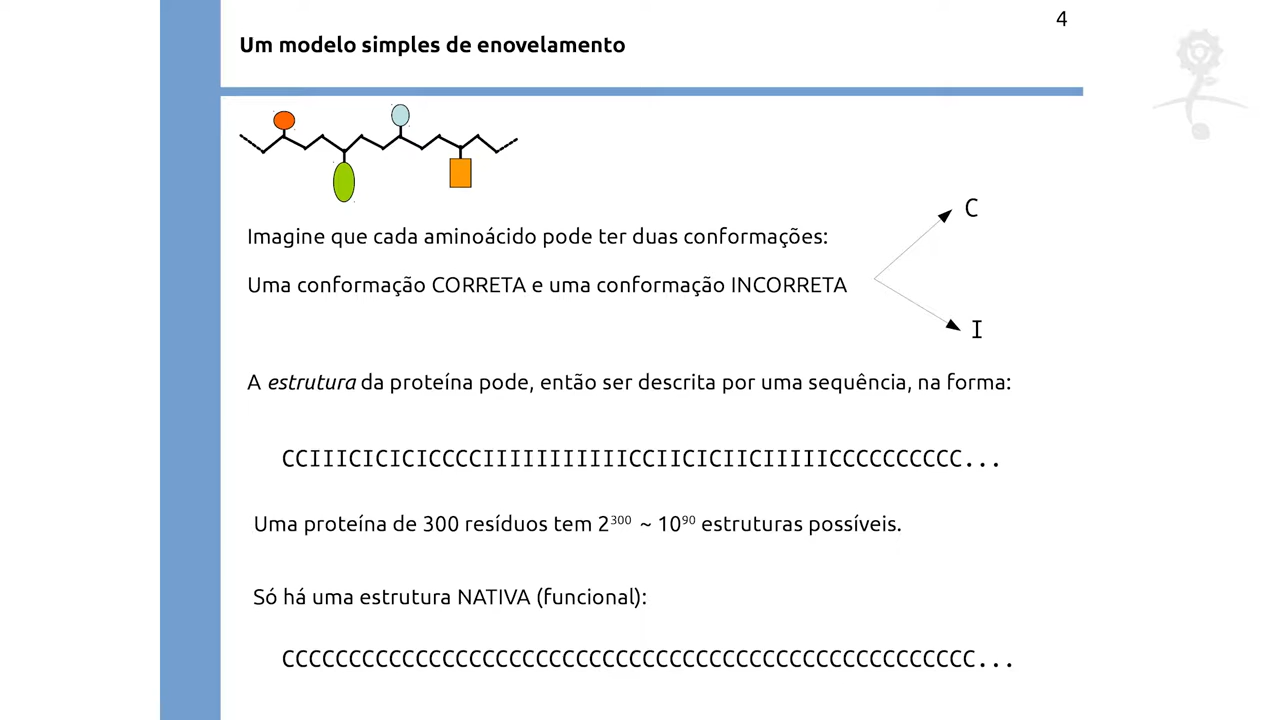 4
Um modelo simples de enovelamento
C
Imagine que cada aminoácido pode ter duas conformações:
Uma conformação CORRETA e uma conformação INCORRETA
I
A estrutura da proteína pode, então ser descrita por uma sequência, na forma:
CCIIICICICICCCCIIIIIIIIIIICCIICICIICIIIIICCCCCCCCCC...
Uma proteína de 300 resíduos tem 2³⁰⁰ ~ 10⁹⁰ estruturas possíveis.
Só há uma estrutura NATIVA (funcional):
CCCCCCCCCCCCCCCCCCCCCCCCCCCCCCCCCCCCCCCCCCCCCCCCCCCC...